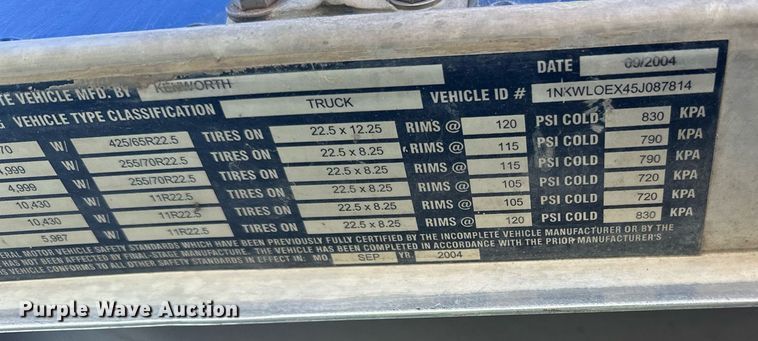 DATE 09/2004
TE VEHICLE MFD. BY KENWORTH
VEHICLE TYPE CLASSIFICATION TRUCK VEHICLE ID # 1NKWLOEX45J087814
70 W/ 425/65R22.5 TIRES ON 22.5 x 12.25 RIMS @ 120 PSI COLD 830 KPA
4,999 W/ 255/70R22.5 TIRES ON 22.5 x 8.25 RIMS @ 115 PSI COLD 790 KPA
4,999 W/ 255/70R22.5 TIRES ON 22.5 x 8.25 RIMS @ 115 PSI COLD 790 KPA
10,430 W/ 11R22.5 TIRES ON 22.5 x 8.25 RIMS @ 105 PSI COLD 720 KPA
10,430 W/ 11R22.5 TIRES ON 22.5 x 8.25 RIMS @ 105 PSI COLD 720 KPA
5,987 W/ 11R22.5 TIRES ON 22.5 x 8.25 RIMS @ 120 PSI COLD 830 KPA
ERAL MOTOR VEHICLE SAFETY STANDARDS WHICH HAVE BEEN PREVIOUSLY FULLY CERTIFIED BY THE INCOMPLETE VEHICLE MANUFACTURER OR BY
HAS NOT BEEN AFFECTED BY FINAL-STAGE MANUFACTURER. THE VEHICLE HAS BEEN COMPLETED IN ACCORDANCE WITH THE PRIOR MANUFACTURER'S
VEHICLE CONFORMS TO ALL OTHER SAFETY STANDARDS IN EFFECT IN: MO SEP YR. 2004
Purple Wave Auction